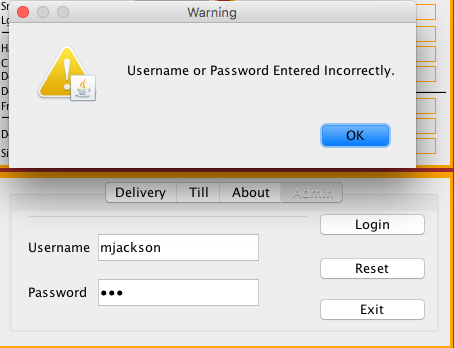 Warning
Username or Password Entered Incorrectly.
OK
Delivery Till About Admin
Login
Username mjackson
Reset
Password •••
Exit